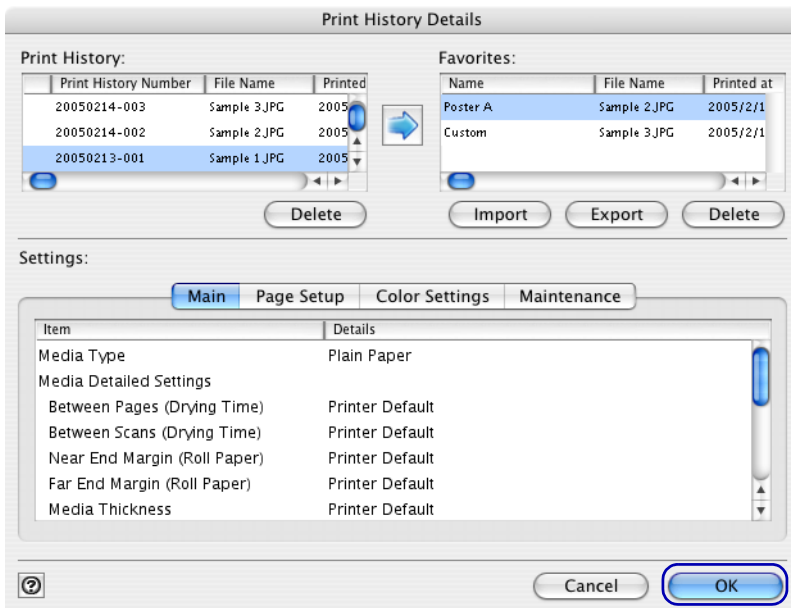 Print History Details
Print History:
Favorites:
Print History Number File Name Printed
20050214-003 Sample 3.JPG 2005
20050214-002 Sample 2.JPG 2005
20050213-001 Sample 1.JPG 2005
Delete
Name File Name Printed at
Poster A Sample 2.JPG 2005/2/1
Custom Sample 3.JPG 2005/2/1
Import Export Delete
Settings:
Main Page Setup Color Settings Maintenance
Item Details
Media Type Plain Paper
Media Detailed Settings
Between Pages (Drying Time) Printer Default
Between Scans (Drying Time) Printer Default
Near End Margin (Roll Paper) Printer Default
Far End Margin (Roll Paper) Printer Default
Media Thickness Printer Default
? Cancel OK